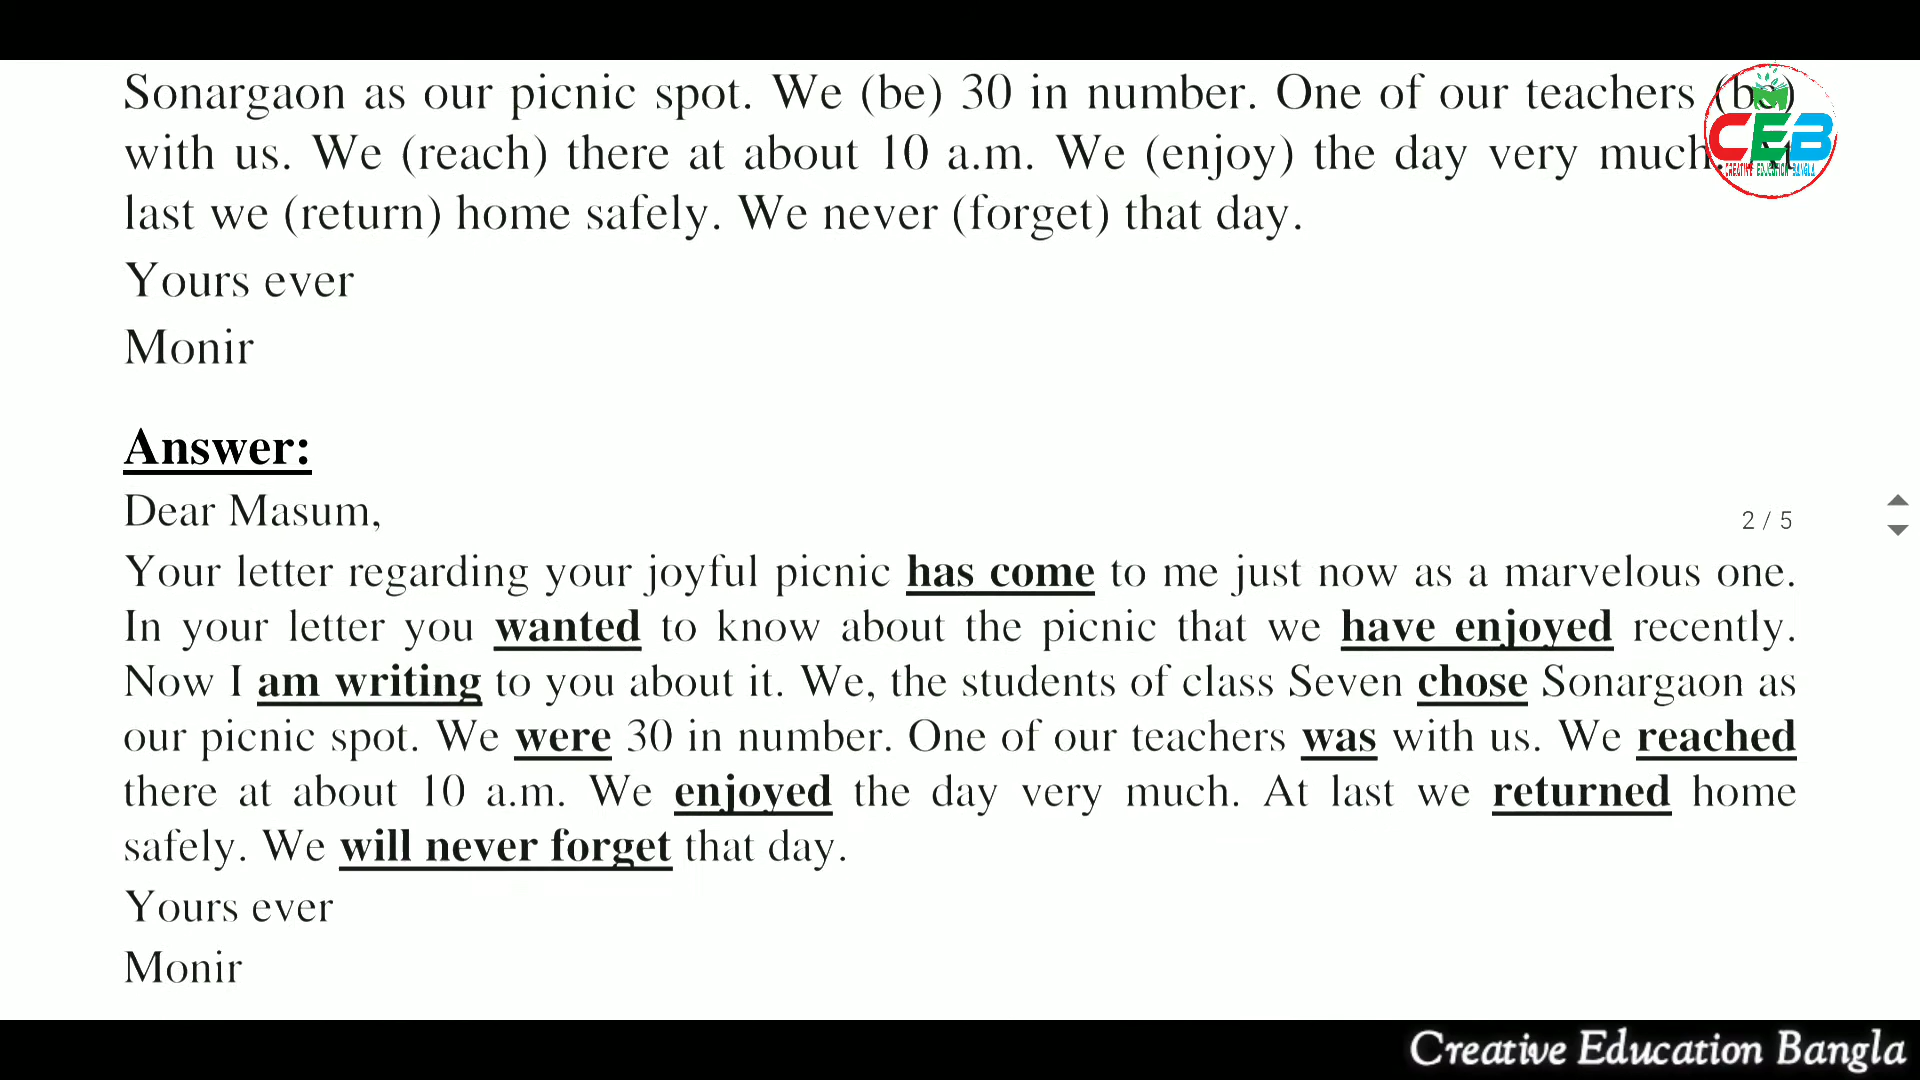 Sonargaon as our picnic spot. We (be) 30 in number. One of our teachers (be)
with us. We (reach) there at about 10 a.m. We (enjoy) the day very much. At
last we (return) home safely. We never (forget) that day.
Yours ever
Monir
CEB
CREATIVE EDUCATION BANGLA
Answer:
Dear Masum,
2 / 5
Your letter regarding your joyful picnic has come to me just now as a marvelous one.
In your letter you wanted to know about the picnic that we have enjoyed recently.
Now I am writing to you about it. We, the students of class Seven chose Sonargaon as
our picnic spot. We were 30 in number. One of our teachers was with us. We reached
there at about 10 a.m. We enjoyed the day very much. At last we returned home
safely. We will never forget that day.
Yours ever
Monir
Creative Education Bangla